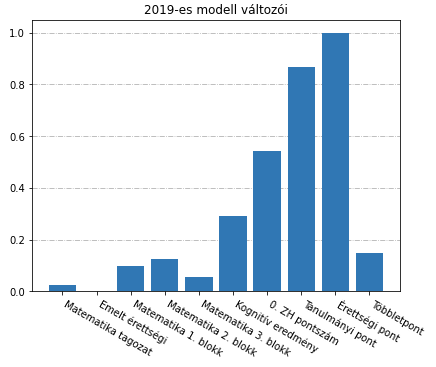 2019-es modell változói
1.0
0.8
0.6
0.4
0.2
0.0
Matematika tagozat
Emelt érettségi
Matematika 1. blokk
Matematika 2. blokk
Matematika 3. blokk
Kognitív eredmény
0. ZH pontszám
Tanulmányi pont
Érettségi pont
Többletpont